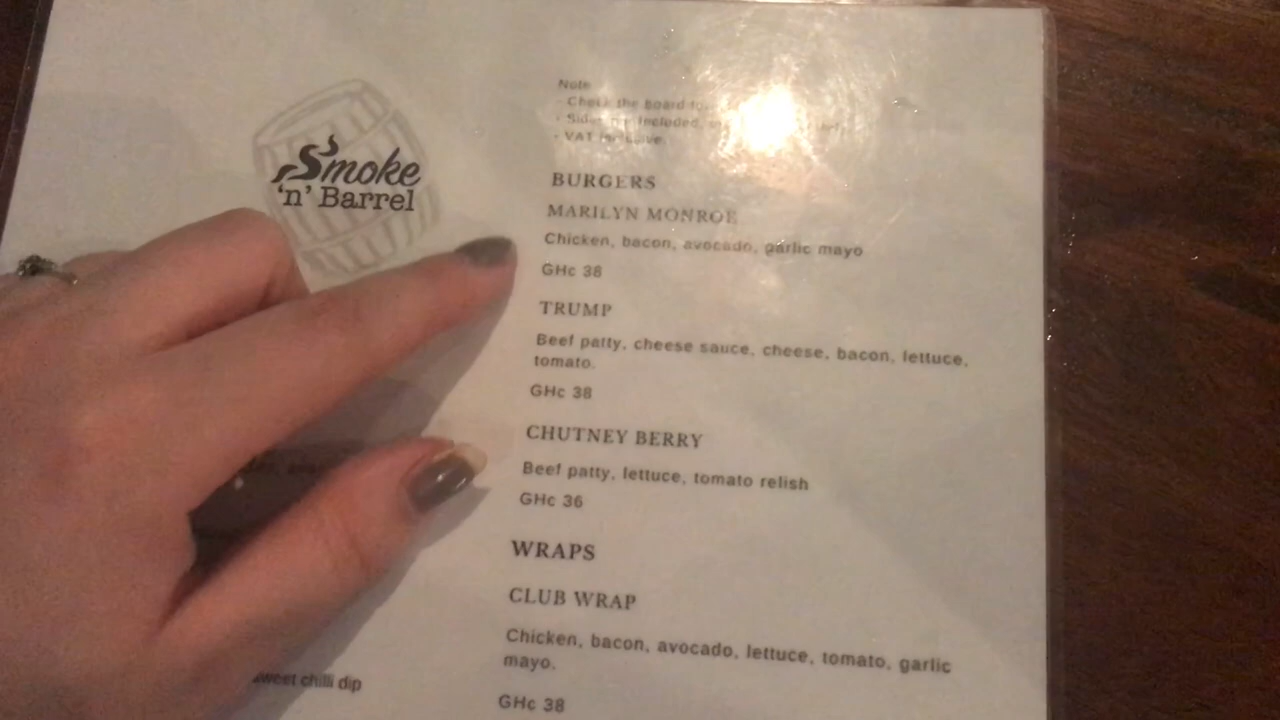 Smoke
'n' Barrel
Note
- Check the board
- Sides included,
- VAT
BURGERS
MARILYN MONROE
Chicken, bacon, avocado, garlic mayo
GHc 38
TRUMP
Beef patty, cheese sauce, cheese, bacon, lettuce,
tomato.
GHc 38
CHUTNEY BERRY
Beef patty, lettuce, tomato relish
GHc 36
WRAPS
CLUB WRAP
Chicken, bacon, avocado, lettuce, tomato, garlic
mayo.
GHc 38
sweet chilli dip